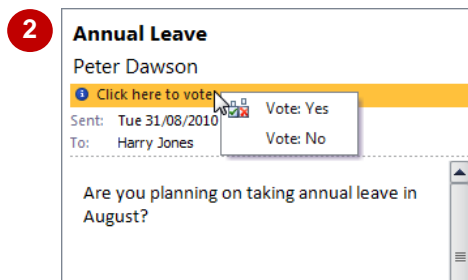 2
Annual Leave
Peter Dawson
Click here to vote
Vote: Yes
Vote: No
Sent: Tue 31/08/2010
To: Harry Jones
Are you planning on taking annual leave in
August?